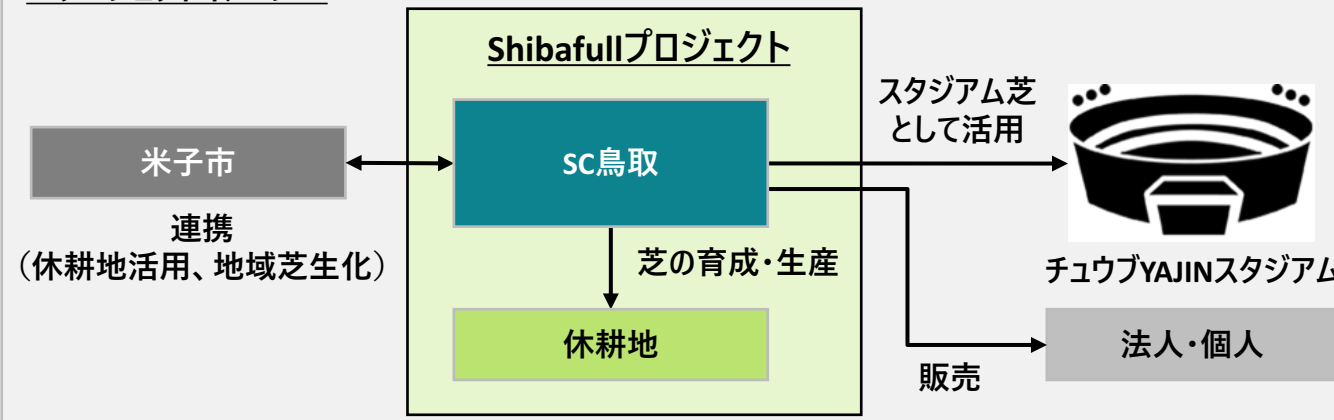 Shibafullプロジェクト
米子市
連携
（休耕地活用、地域芝生化）
SC鳥取
芝の育成・生産
休耕地
スタジアム芝
として活用
チュウブYAJINスタジアム
販売
法人・個人